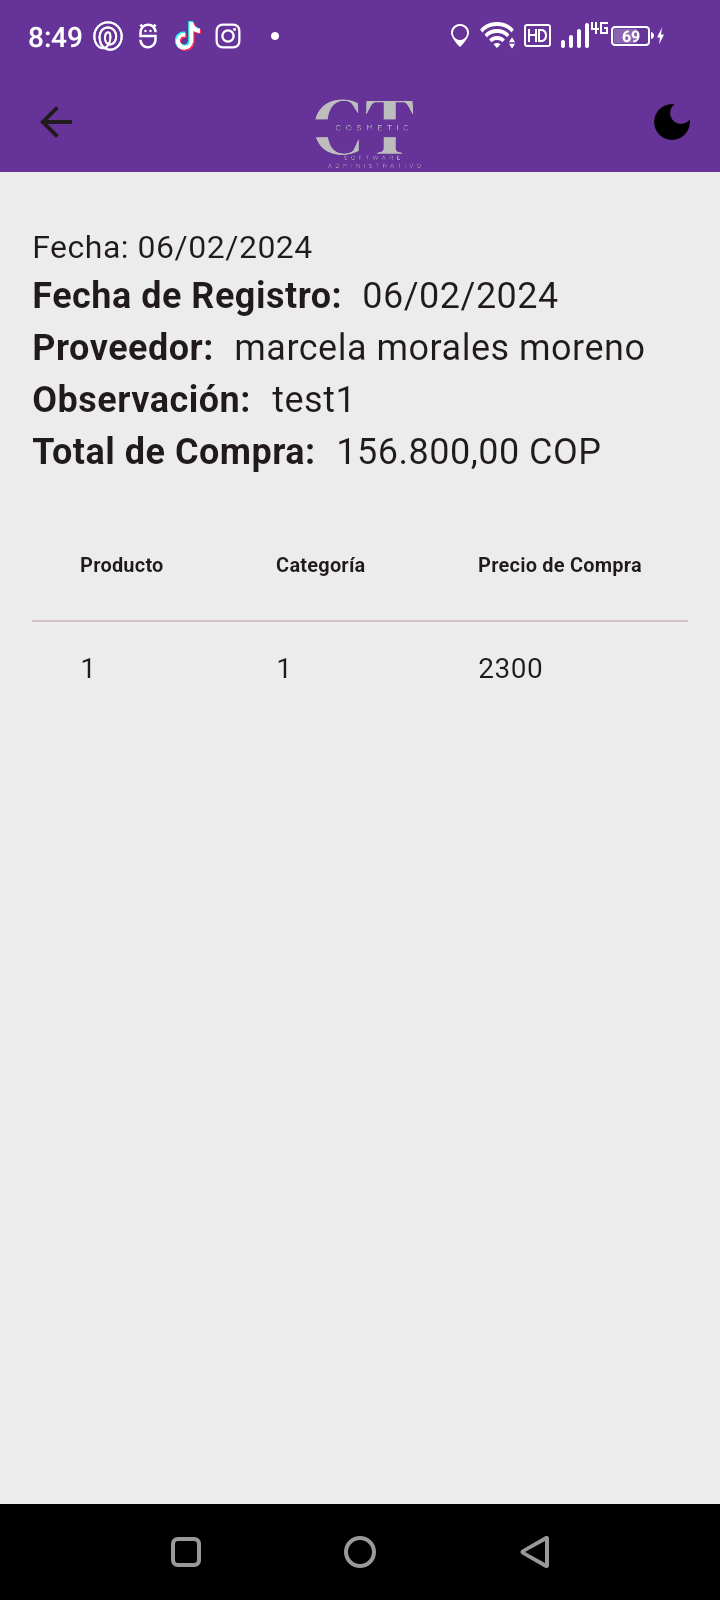 8:49 HD 4G 69
CT
COSMETIC
SOFTWARE
ADMINISTRATIVO
Fecha: 06/02/2024
Fecha de Registro: 06/02/2024
Proveedor: marcela morales moreno
Observación: test1
Total de Compra: 156.800,00 COP
Producto Categoría Precio de Compra
1 1 2300